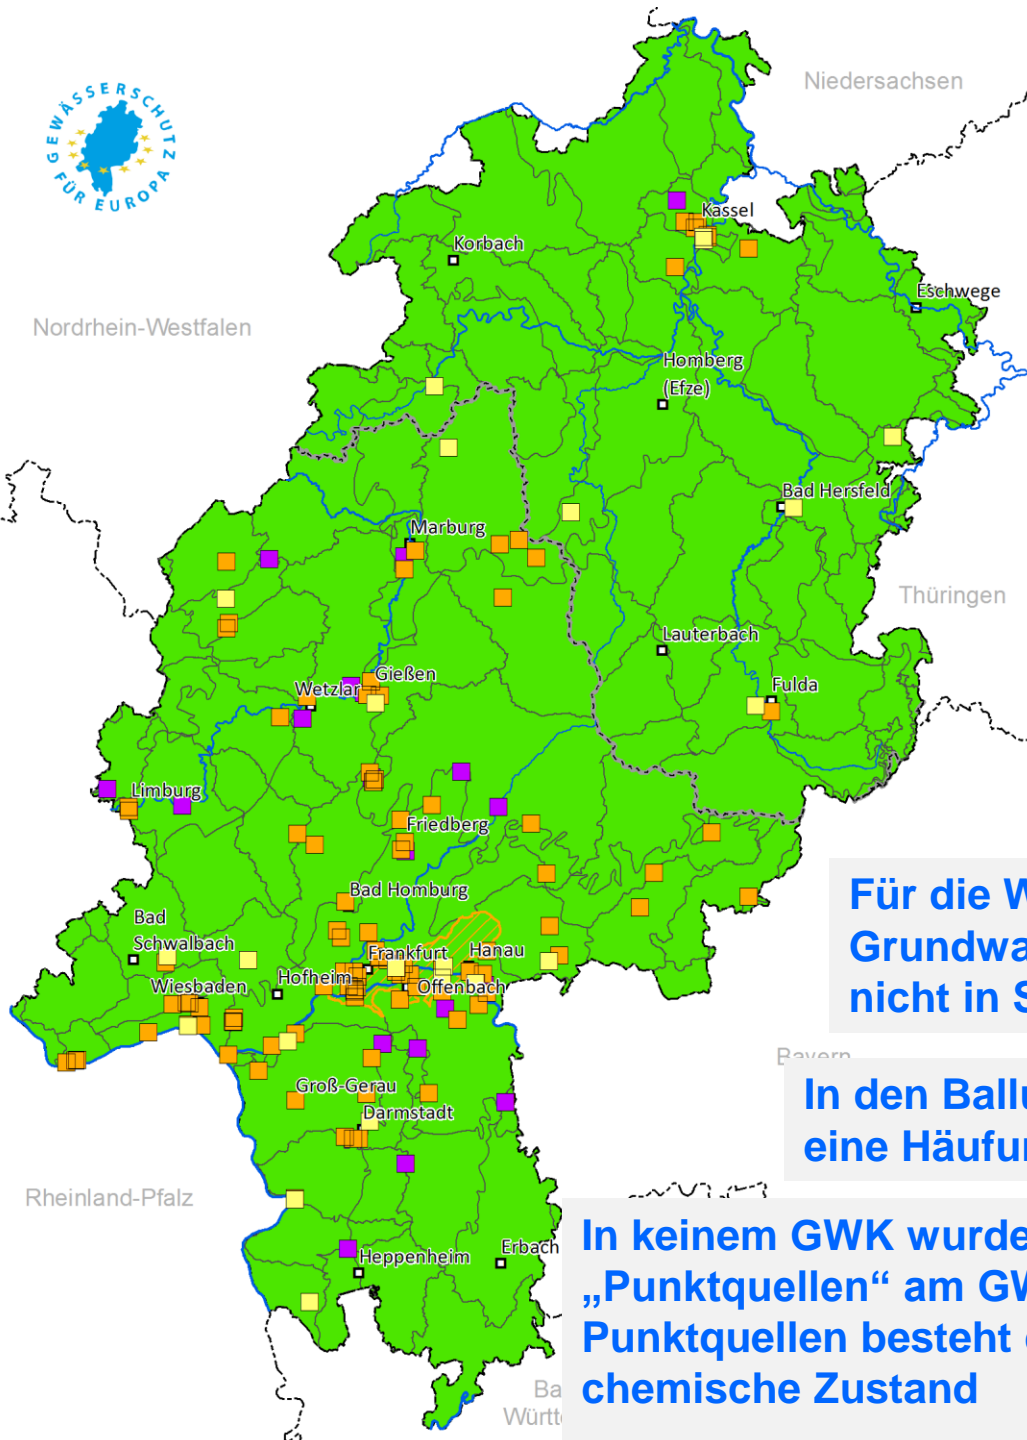 GEWÄSSERSCHUTZ
FÜR EUROPA
Niedersachsen
Kassel
Korbach
Eschwege
Nordrhein-Westfalen
Homberg
(Efze)
Bad Hersfeld
Marburg
Thüringen
Lauterbach
Gießen
Wetzlar
Fulda
Limburg
Friedberg
Bad Homburg
Bad
Schwalbach
Frankfurt
Hanau
Hofheim
Wiesbaden
Offenbach
Für die W
Grundwa
nicht in S
Bayern
Groß-Gerau
Darmstadt
In den Ballu
eine Häufun
Rheinland-Pfalz
Heppenheim
Erbach
In keinem GWK wurde
„Punktquellen“ am GW
Punktquellen besteht
chemische Zustand
Ba
Württ